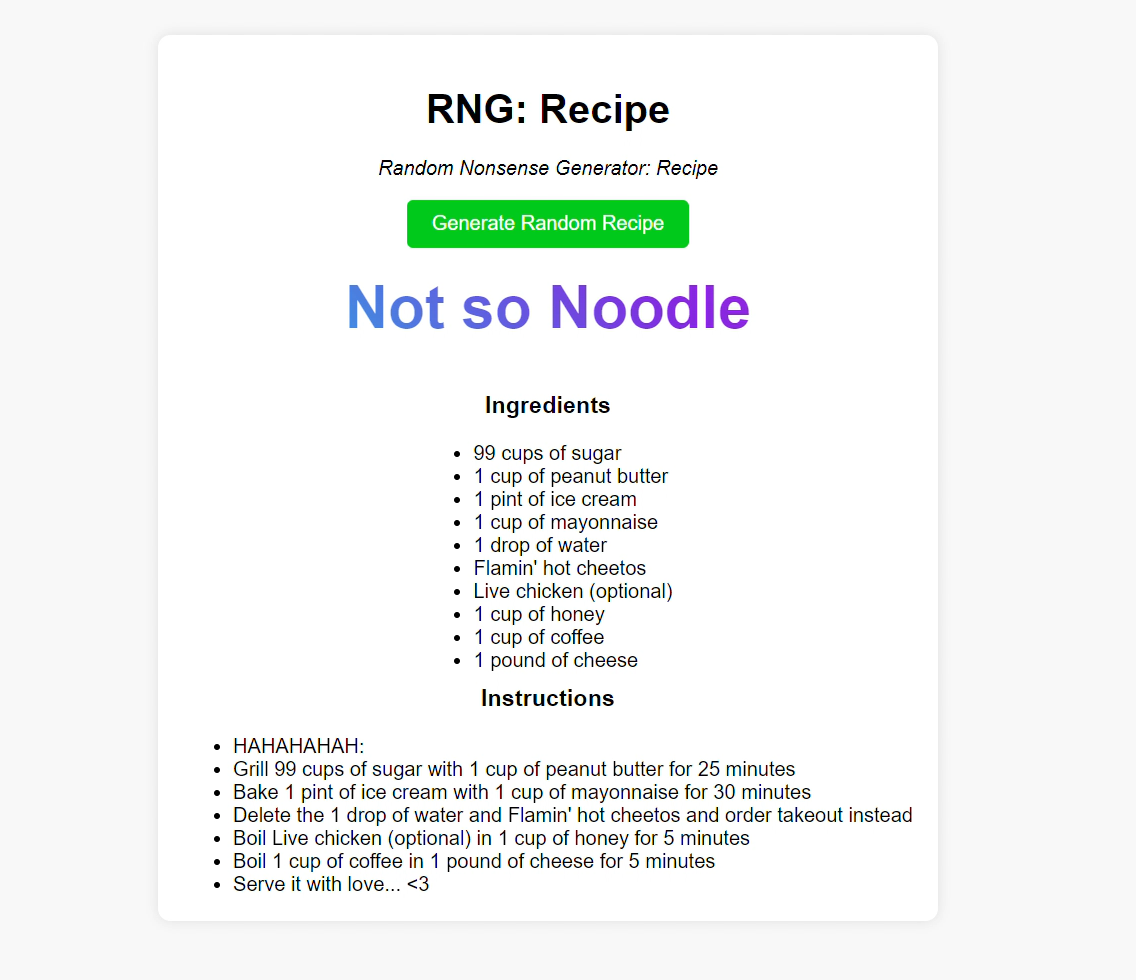 RNG: Recipe
Random Nonsense Generator: Recipe
Generate Random Recipe
Not so Noodle
Ingredients
• 99 cups of sugar
• 1 cup of peanut butter
• 1 pint of ice cream
• 1 cup of mayonnaise
• 1 drop of water
• Flamin' hot cheetos
• Live chicken (optional)
• 1 cup of honey
• 1 cup of coffee
• 1 pound of cheese
Instructions
• HAHAHAHAH:
• Grill 99 cups of sugar with 1 cup of peanut butter for 25 minutes
• Bake 1 pint of ice cream with 1 cup of mayonnaise for 30 minutes
• Delete the 1 drop of water and Flamin' hot cheetos and order takeout instead
• Boil Live chicken (optional) in 1 cup of honey for 5 minutes
• Boil 1 cup of coffee in 1 pound of cheese for 5 minutes
• Serve it with love... <3